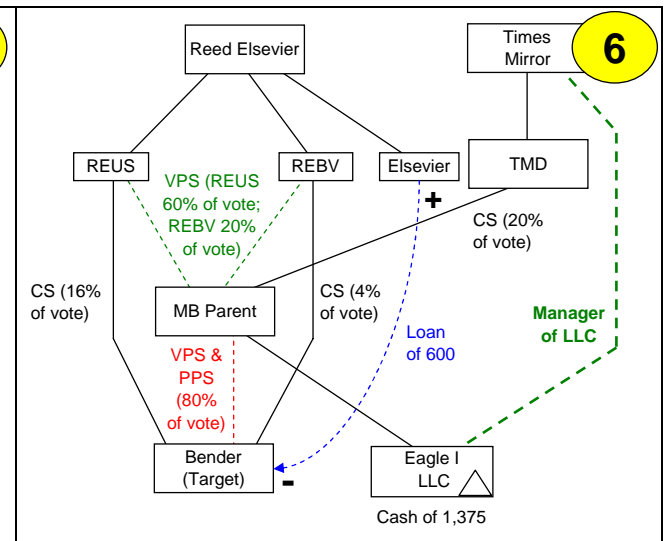 Reed Elsevier
Times
Mirror
6
REUS
REBV
Elsevier
TMD
VPS (REUS
60% of vote;
REBV 20%
of vote)
+
CS (20%
of vote)
CS (16%
of vote)
MB Parent
CS (4%
of vote)
Manager
of LLC
Loan
of 600
VPS &
PPS
(80%
of vote)
Bender
(Target)
-
Eagle I
LLC
Cash of 1,375